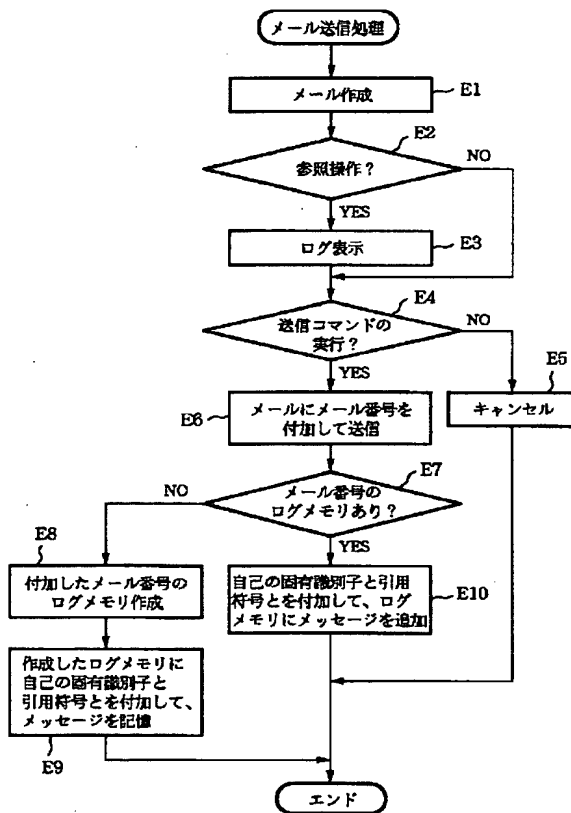 メール送信処理
メール作成
E1
参照操作?
E2
NO
YES
ログ表示
E3
送信コマンドの
実行?
E4
NO
YES
E5
キャンセル
E6
メールにメール番号を
付加して送信
メール番号の
ログメモリあり?
E7
NO
YES
E8
付加したメール番号の
ログメモリ作成
自己の固有識別子と引用
符号とを付加して、ログ
メモリにメッセージを追加
E10
作成したログメモリに
自己の固有識別子と
引用符号とを付加して、
メッセージを記憶
E9
エンド